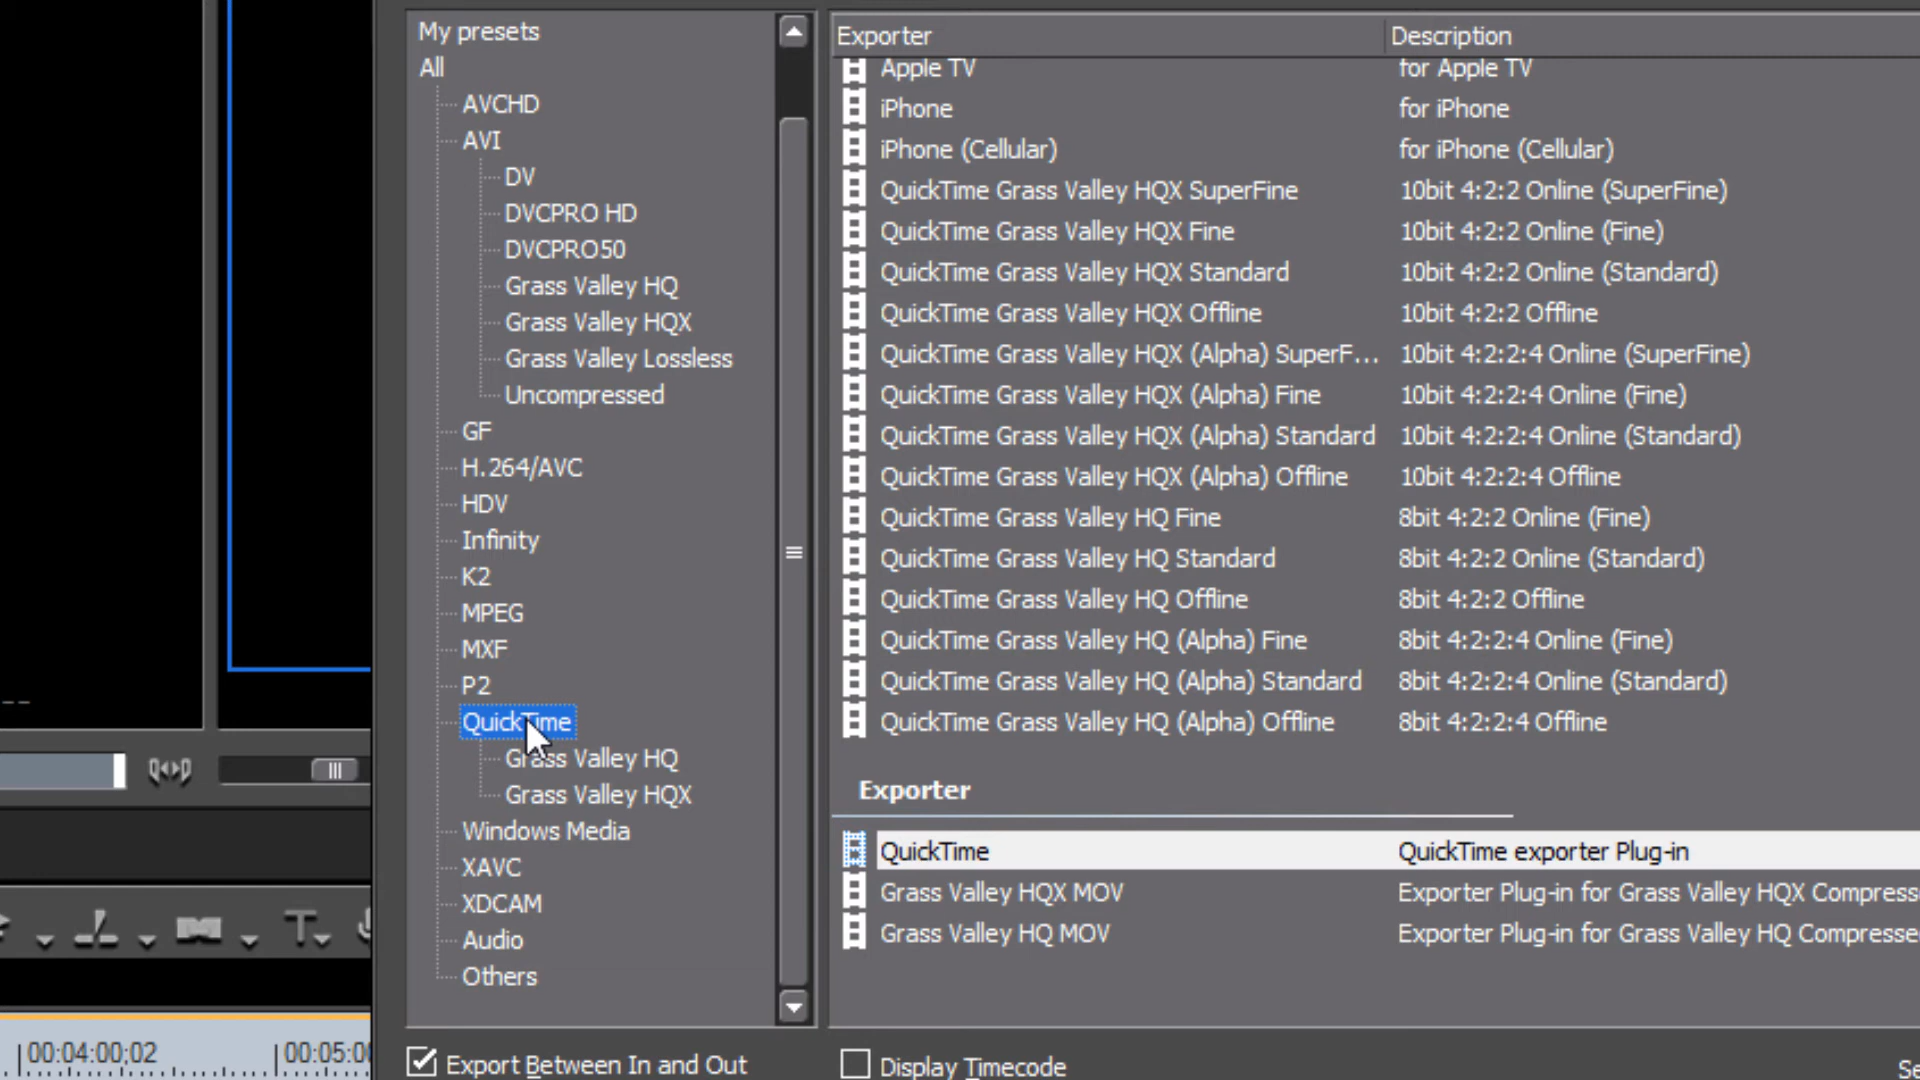 My presets
All
AVCHD
AVI
DV
DVCPRO HD
DVCPRO50
Grass Valley HQ
Grass Valley HQX
Grass Valley Lossless
Uncompressed
GF
H.264/AVC
HDV
Infinity
K2
MPEG
MXF
P2
QuickTime
Grass Valley HQ
Grass Valley HQX
Windows Media
XAVC
XDCAM
Audio
Others
Exporter Description
Apple TV for Apple TV
iPhone for iPhone
iPhone (Cellular) for iPhone (Cellular)
QuickTime Grass Valley HQX SuperFine 10bit 4:2:2 Online (SuperFine)
QuickTime Grass Valley HQX Fine 10bit 4:2:2 Online (Fine)
QuickTime Grass Valley HQX Standard 10bit 4:2:2 Online (Standard)
QuickTime Grass Valley HQX Offline 10bit 4:2:2 Offline
QuickTime Grass Valley HQX (Alpha) SuperF... 10bit 4:2:2:4 Online (SuperFine)
QuickTime Grass Valley HQX (Alpha) Fine 10bit 4:2:2:4 Online (Fine)
QuickTime Grass Valley HQX (Alpha) Standard 10bit 4:2:2:4 Online (Standard)
QuickTime Grass Valley HQX (Alpha) Offline 10bit 4:2:2:4 Offline
QuickTime Grass Valley HQ Fine 8bit 4:2:2 Online (Fine)
QuickTime Grass Valley HQ Standard 8bit 4:2:2 Online (Standard)
QuickTime Grass Valley HQ Offline 8bit 4:2:2 Offline
QuickTime Grass Valley HQ (Alpha) Fine 8bit 4:2:2:4 Online (Fine)
QuickTime Grass Valley HQ (Alpha) Standard 8bit 4:2:2:4 Online (Standard)
QuickTime Grass Valley HQ (Alpha) Offline 8bit 4:2:2:4 Offline
Exporter
QuickTime QuickTime exporter Plug-in
Grass Valley HQX MOV Exporter Plug-in for Grass Valley HQX Compress
Grass Valley HQ MOV Exporter Plug-in for Grass Valley HQ Compresse
Export Between In and Out Display Timecode Se
00:04:00;02 00:05:0